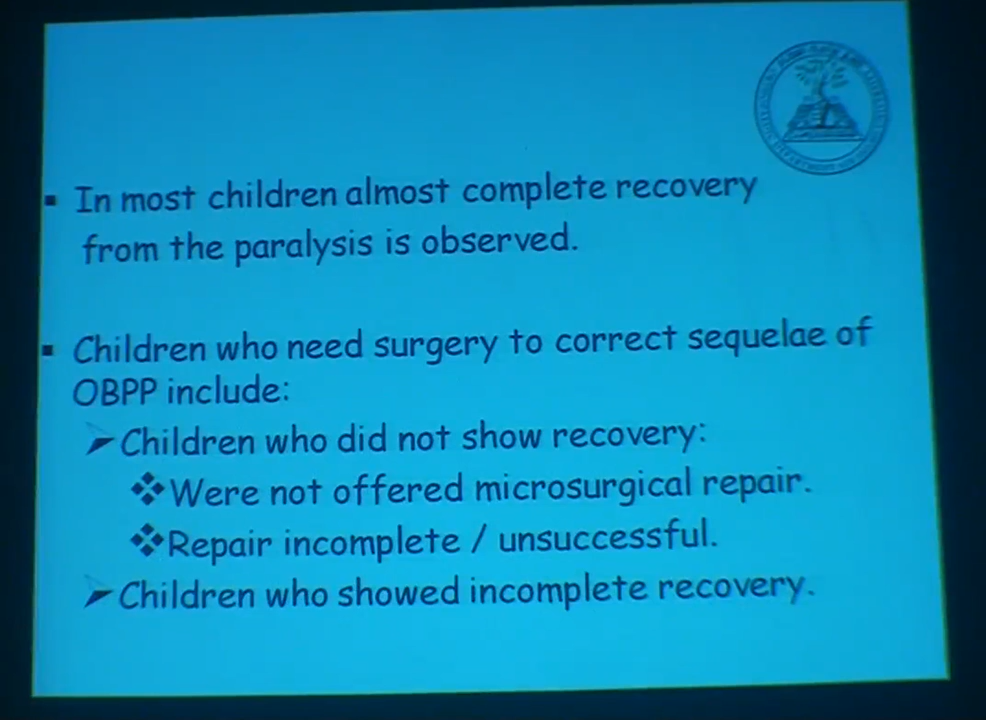 ▪ In most children almost complete recovery
from the paralysis is observed.
▪ Children who need surgery to correct sequelae of
OBPP include:
➢ Children who did not show recovery:
❖ Were not offered microsurgical repair.
❖ Repair incomplete / unsuccessful.
➢ Children who showed incomplete recovery.